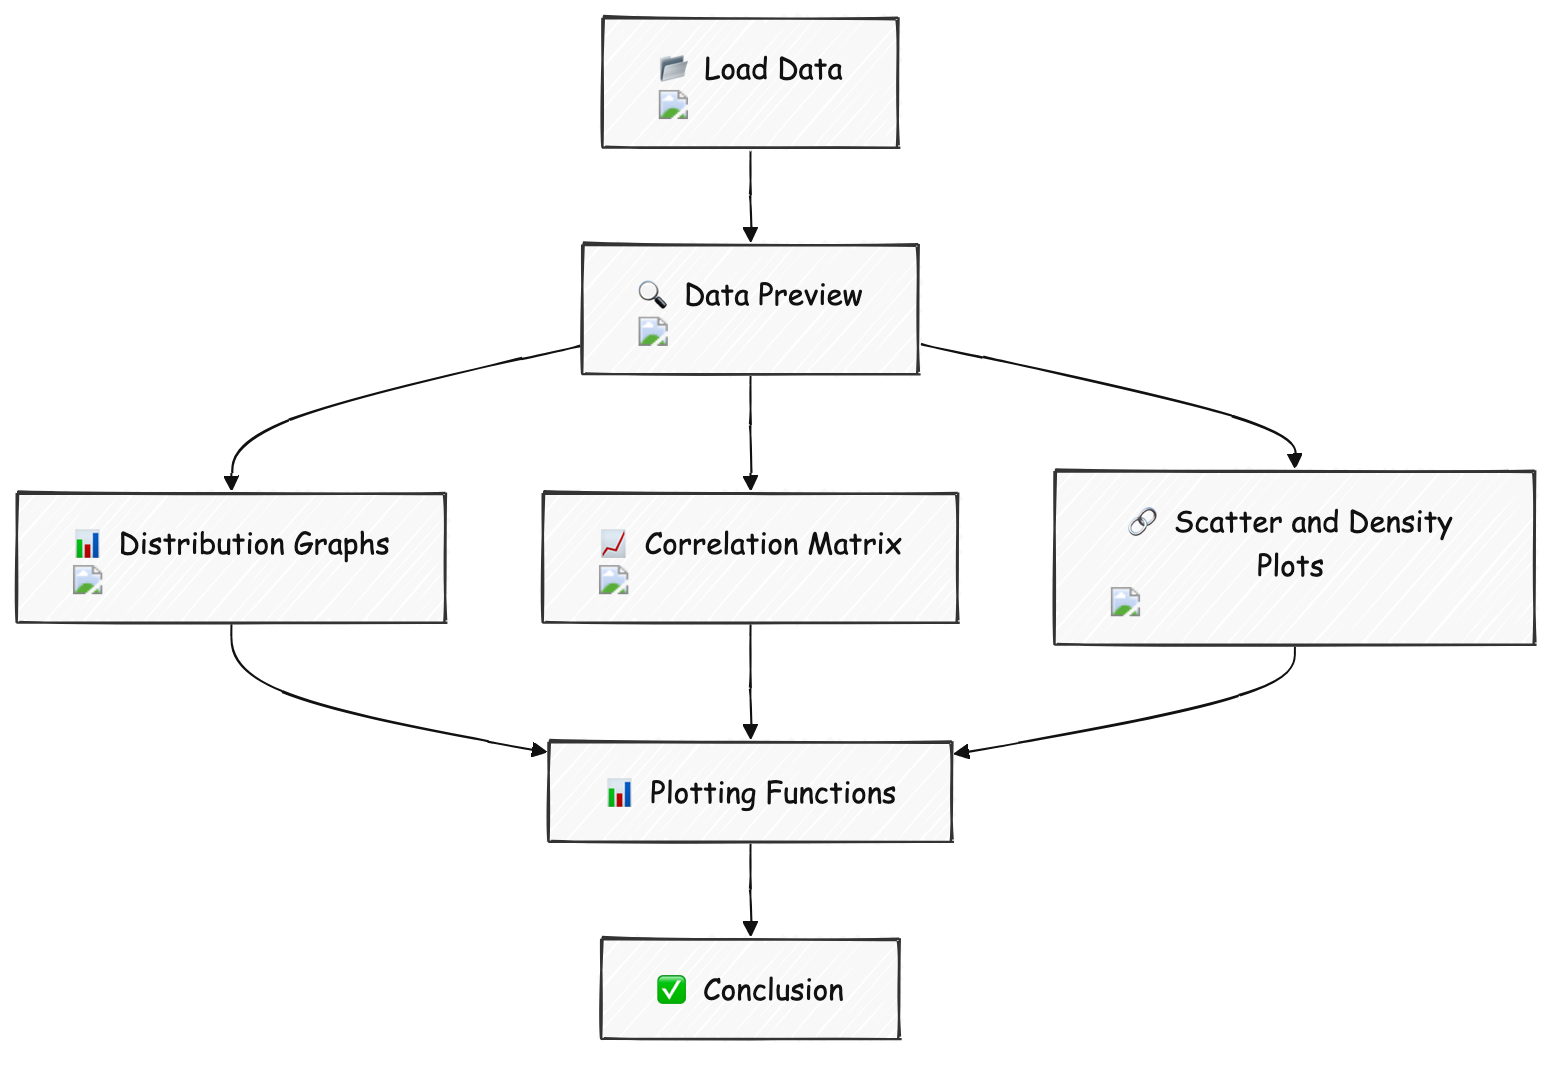 Load Data
Data Preview
Distribution Graphs
Correlation Matrix
Scatter and Density
Plots
Plotting Functions
Conclusion